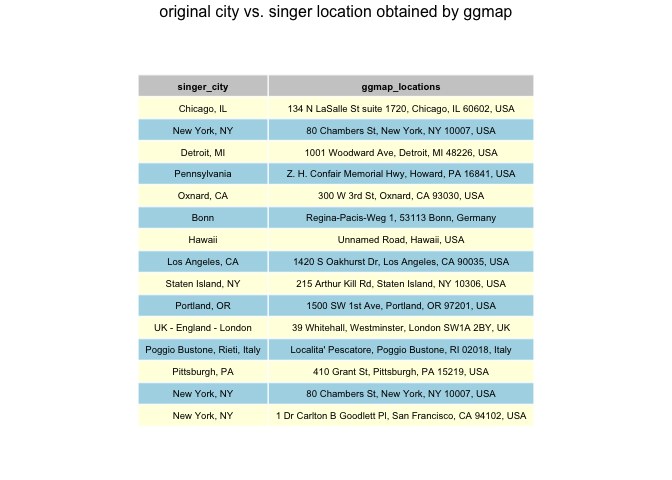 original city vs. singer location obtained by ggmap
singer_city ggmap_locations
Chicago, IL 134 N LaSalle St suite 1720, Chicago, IL 60602, USA
New York, NY 80 Chambers St, New York, NY 10007, USA
Detroit, MI 1001 Woodward Ave, Detroit, MI 48226, USA
Pennsylvania Z. H. Confair Memorial Hwy, Howard, PA 16841, USA
Oxnard, CA 300 W 3rd St, Oxnard, CA 93030, USA
Bonn Regina-Pacis-Weg 1, 53113 Bonn, Germany
Hawaii Unnamed Road, Hawaii, USA
Los Angeles, CA 1420 S Oakhurst Dr, Los Angeles, CA 90035, USA
Staten Island, NY 215 Arthur Kill Rd, Staten Island, NY 10306, USA
Portland, OR 1500 SW 1st Ave, Portland, OR 97201, USA
UK - England - London 39 Whitehall, Westminster, London SW1A 2BY, UK
Poggio Bustone, Rieti, Italy Localita' Pescatore, Poggio Bustone, RI 02018, Italy
Pittsburgh, PA 410 Grant St, Pittsburgh, PA 15219, USA
New York, NY 80 Chambers St, New York, NY 10007, USA
New York, NY 1 Dr Carlton B Goodlett Pl, San Francisco, CA 94102, USA